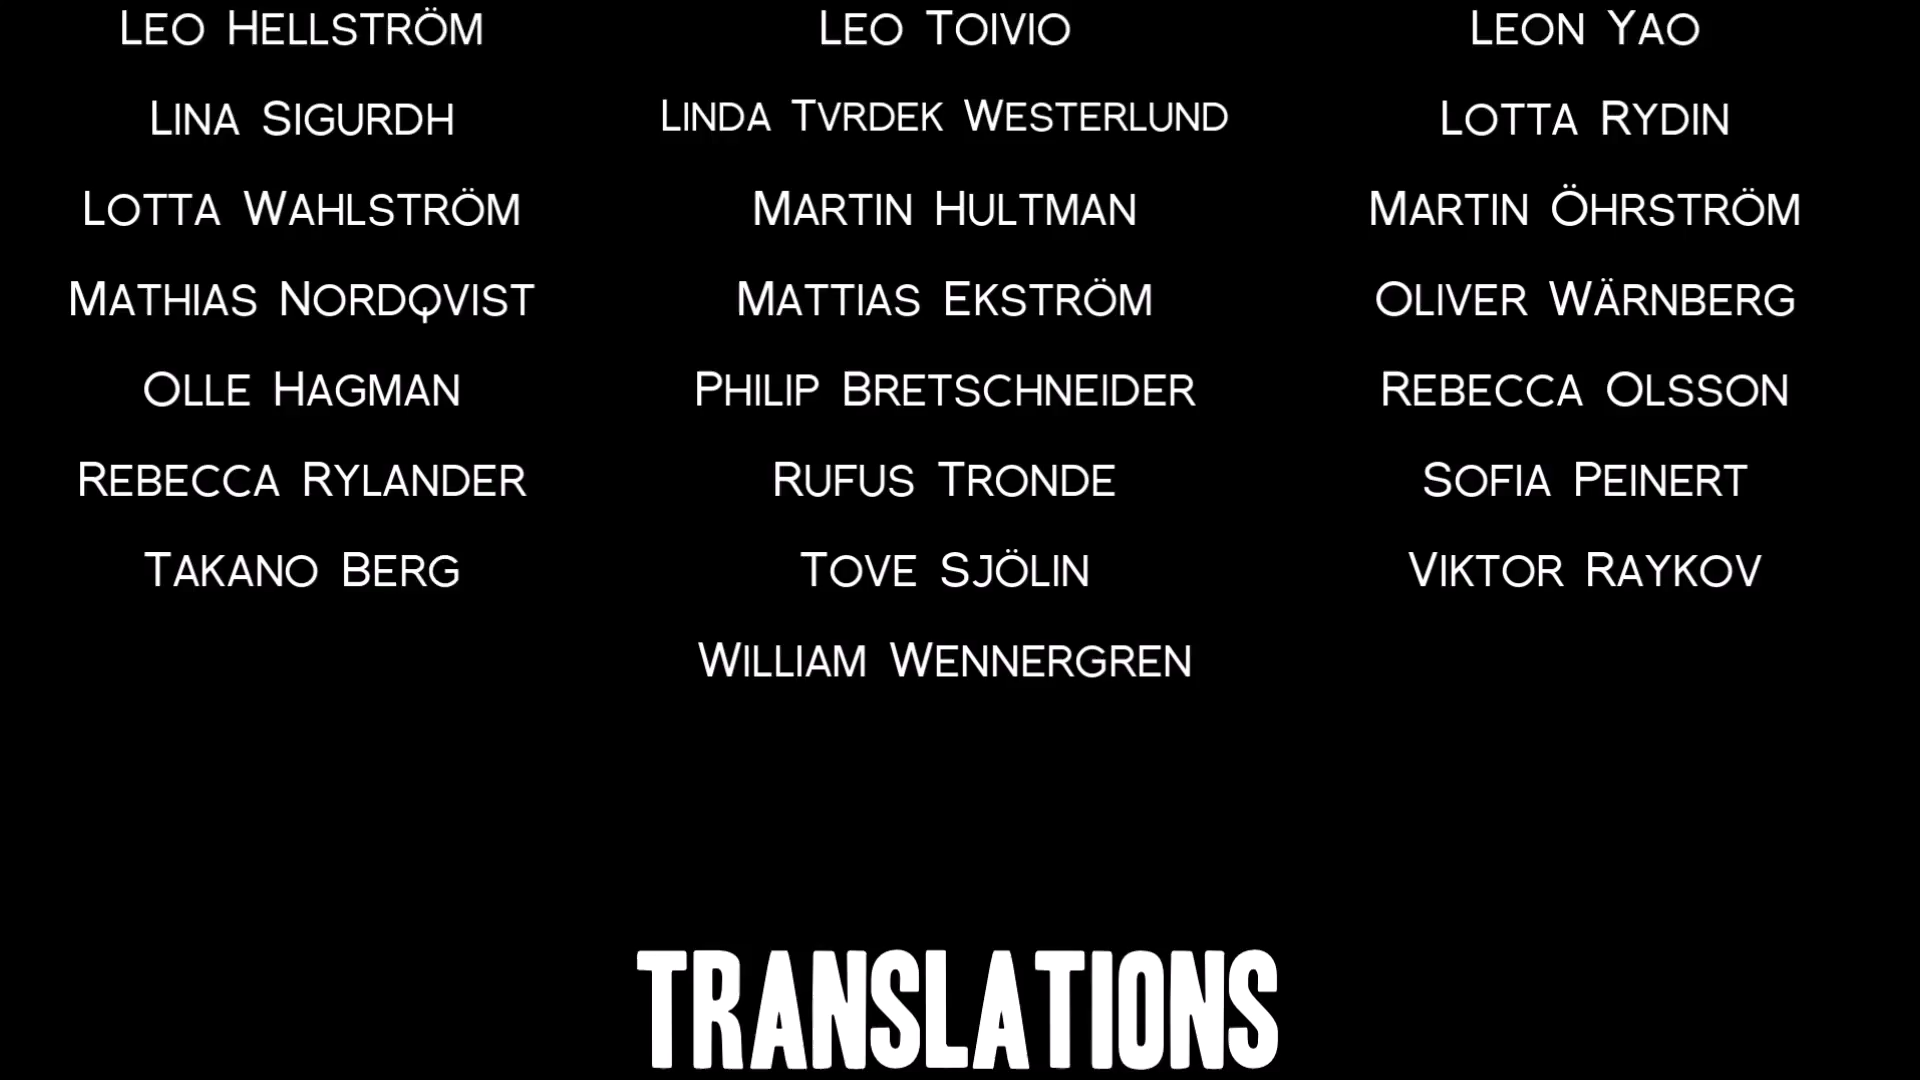 Leo Hellström Leo Toivio Leon Yao
Lina Sigurdh Linda Tvrdek Westerlund Lotta Rydin
Lotta Wahlström Martin Hultman Martin Öhrström
Mathias Nordqvist Mattias Ekström Oliver Wärnberg
Olle Hagman Philip Bretschneider Rebecca Olsson
Rebecca Rylander Rufus Tronde Sofia Peinert
Takano Berg Tove Sjölin Viktor Raykov
William Wennergren
TRANSLATIONS